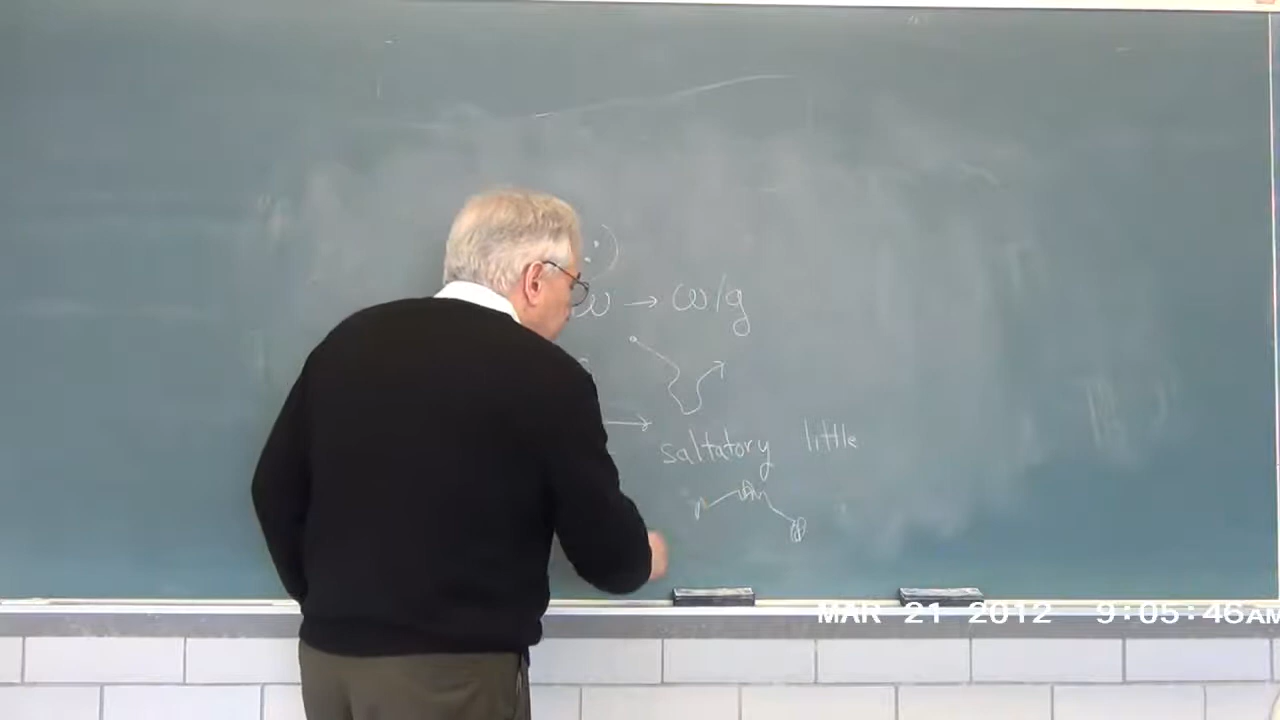 ω → ω/g
saltatory little
MAR 21 2012 9:05:46AM